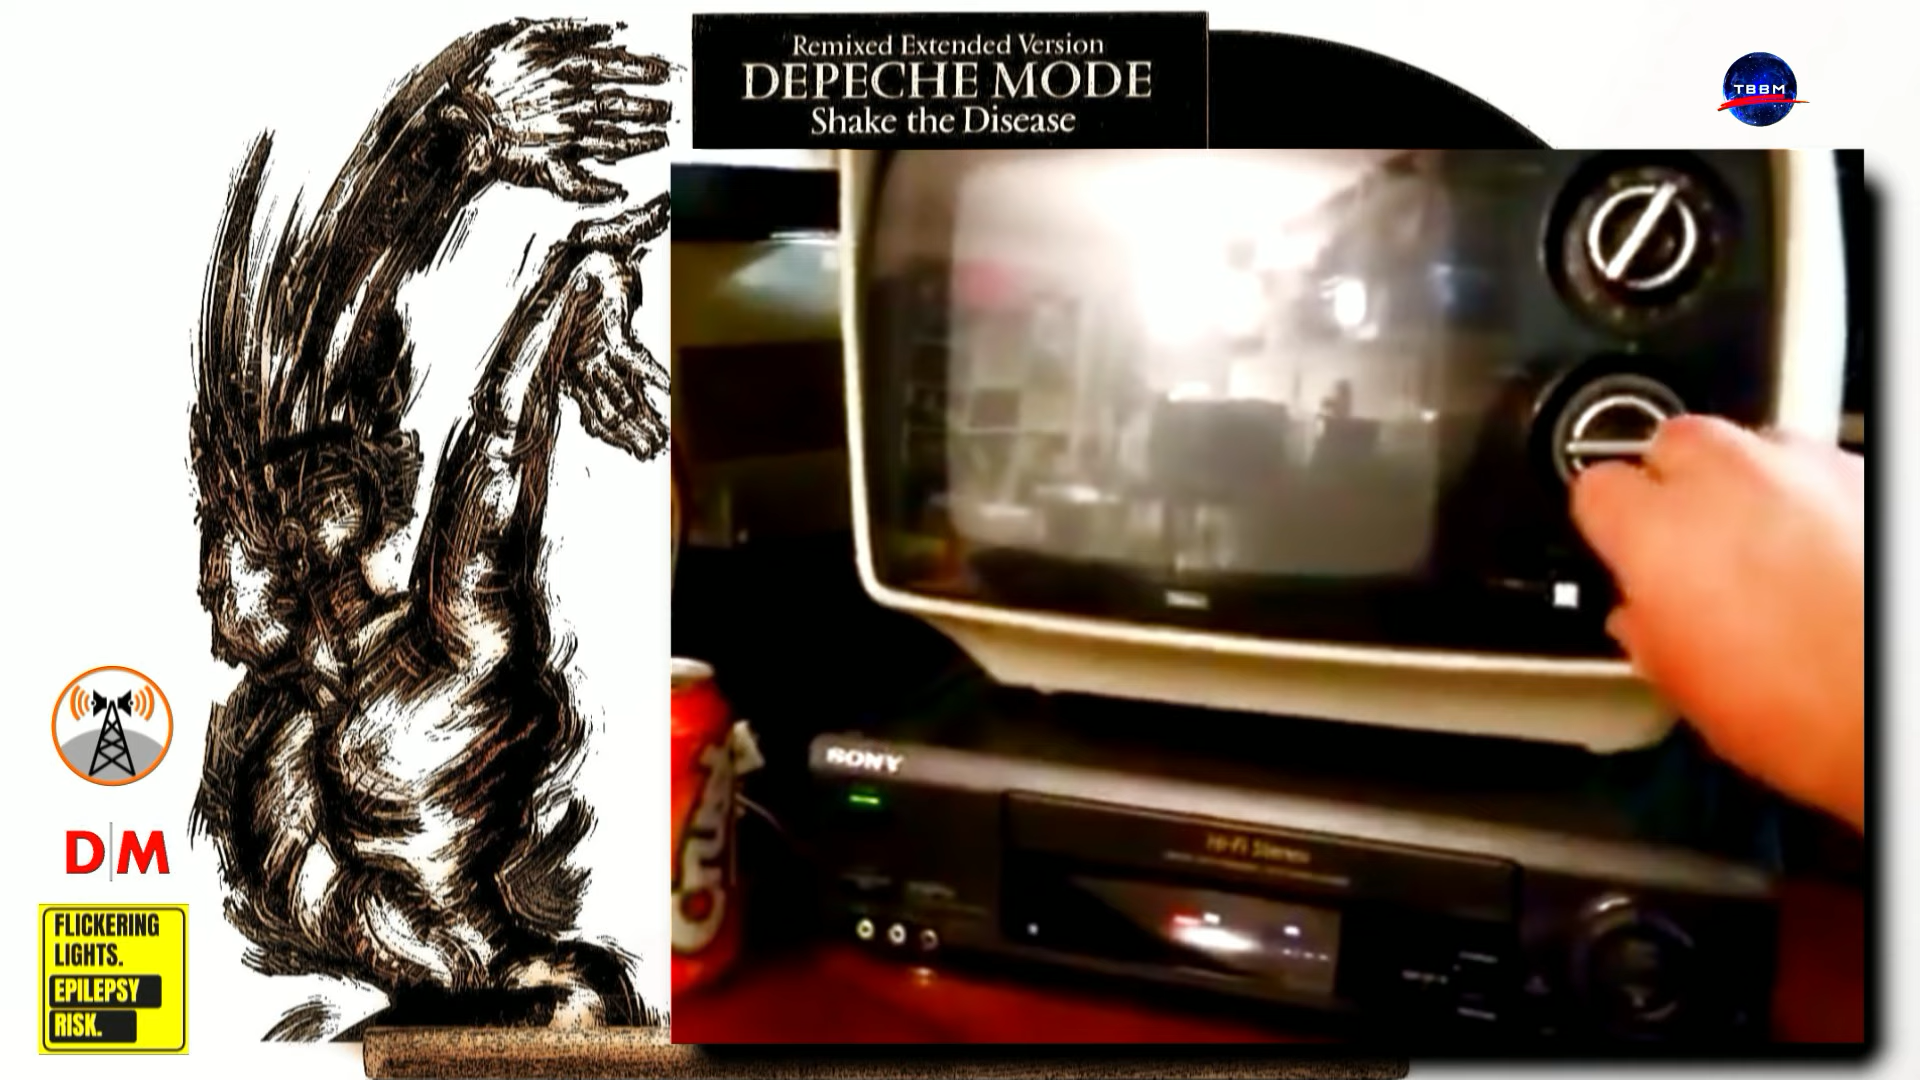 Remixed Extended Version
DEPECHE MODE
Shake the Disease
TBBM
SONY
Hi-Fi Stereo
D|M
FLICKERING
LIGHTS.
EPILEPSY
RISK.